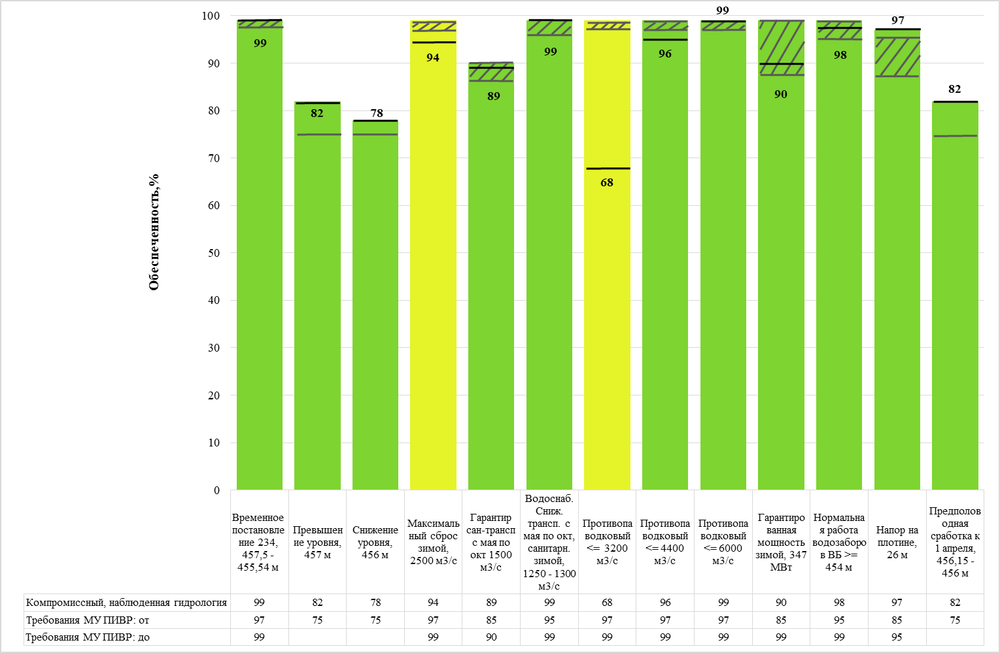 100
90
80
70
60
50
40
30
20
10
0
Обеспеченность,%
99
82
78
94
89
99
68
96
99
90
98
97
82
Временное
постановле
ние 234,
457,5 -
455,54 м
Превышен
ие уровня,
457 м
Снижение
уровня,
456 м
Максималь
ный сброс
зимой,
2500 м3/с
Гарантир
сан-трансп
с мая по
окт 1500
м3/с
Водоснаб.
Сниж.
трансп. с
мая по окт,
санитарн.
зимой,
1250 - 1300
м3/с
Противопа
водковый
<= 3200
м3/с
Противопа
водковый
<= 4400
м3/с
Противопа
водковый
<= 6000
м3/с
Гарантиро
ванная
мощность
зимой, 347
МВт
Нормальна
я работа
водозаборо
в ВБ >=
454 м
Напор на
плотине,
26 м
Предполов
одная
сработка к
1 апреля,
456,15 -
456 м
Компромиссный, наблюденная гидрология 99 82 78 94 89 99 68 96 99 90 98 97 82
Требования МУ ПИВР: от 97 75 75 97 85 95 97 97 97 85 95 85 75
Требования МУ ПИВР: до 99 99 90 99 99 99 99 99 99 95